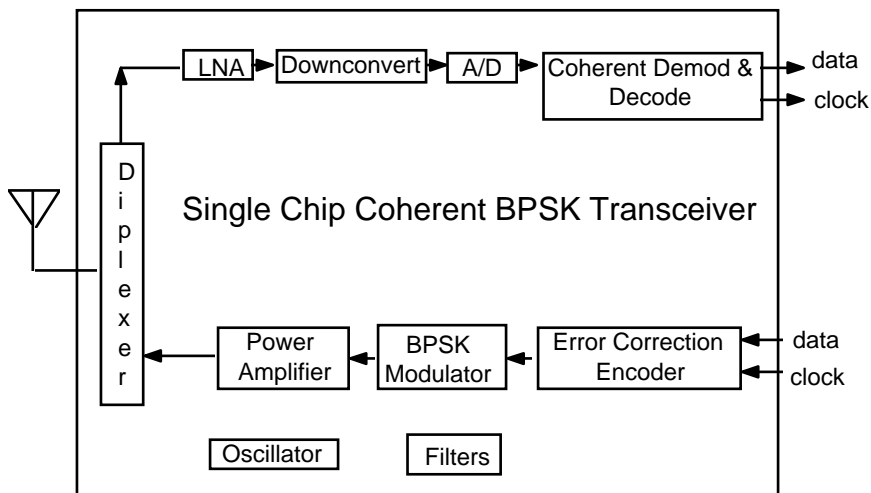 LNA
Downconvert
A/D
Coherent Demod &
Decode
data
clock
Diplexer
Single Chip Coherent BPSK Transceiver
Power
Amplifier
BPSK
Modulator
Error Correction
Encoder
data
clock
Oscillator
Filters